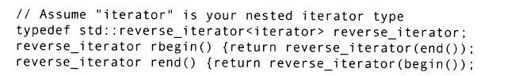 // Assume "iterator" is your nested iterator type
typedef std::reverse_iterator<iterator> reverse_iterator;
reverse_iterator rbegin() {return reverse_iterator(end());
reverse_iterator rend() {return reverse_iterator(begin());